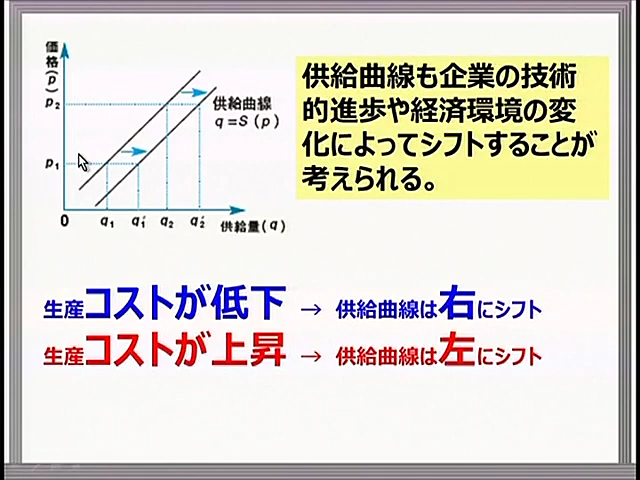 価格(p)
p₂
p₁
0
q₁
q₁′
q₂
q₂′
供給量(q)
供給曲線
q=S(p)
供給曲線も企業の技術
的進歩や経済環境の変
化によってシフトすることが
考えられる。
生産コストが低下 → 供給曲線は右にシフト
生産コストが上昇 → 供給曲線は左にシフト